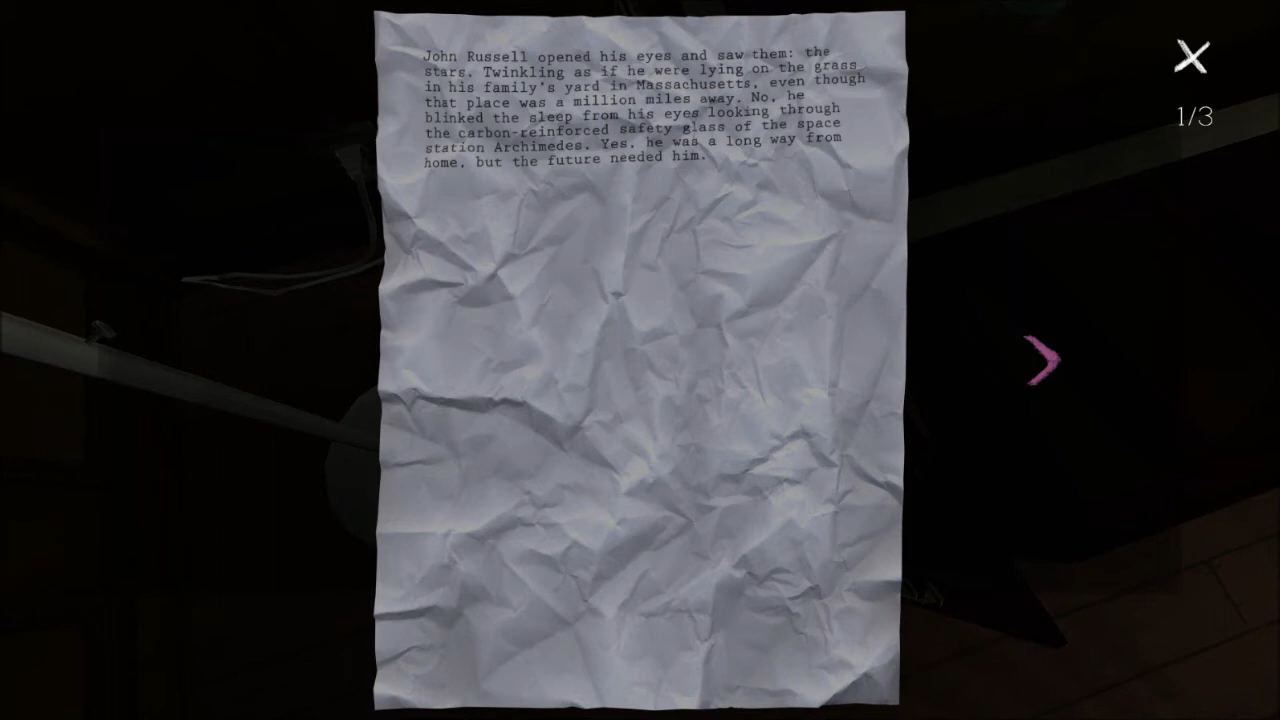 John Russell opened his eyes and saw them: the
stars. Twinkling as if he were lying on the grass
in his family's yard in Massachusetts, even though
that place was a million miles away. No, he
blinked the sleep from his eyes looking through
the carbon-reinforced safety glass of the space
station Archimedes. Yes, he was a long way from
home, but the future needed him.
1/3